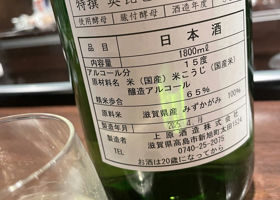 特撰
使用酵母 蔵付酵母 酒造年度
品目 日本酒
内容量 1800ml
アルコール分 15度
原材料名 米(国産)米こうじ(国産)
醸造アルコール
精米歩合 65%
原料米 滋賀県産 みずかがみ 100%
製造年月
製造者 上原酒造株式会社
滋賀県高島市新旭町太田1524
0740-25-2075
お酒は20歳になってから